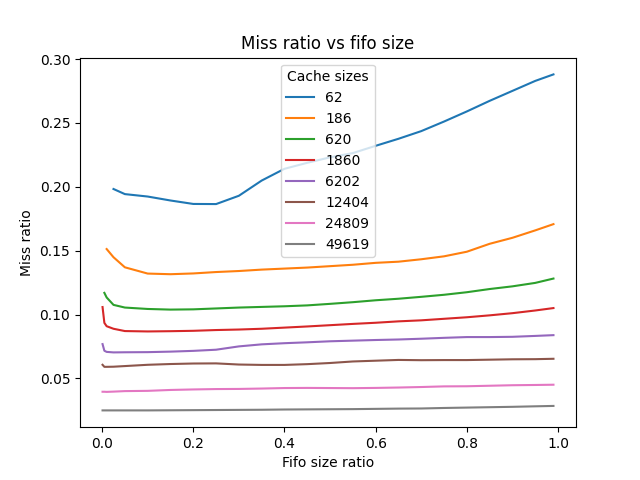 Miss ratio vs fifo size
Miss ratio
0.30
0.25
0.20
0.15
0.10
0.05
Cache sizes
62
186
620
1860
6202
12404
24809
49619
0.0 0.2 0.4 0.6 0.8 1.0
Fifo size ratio